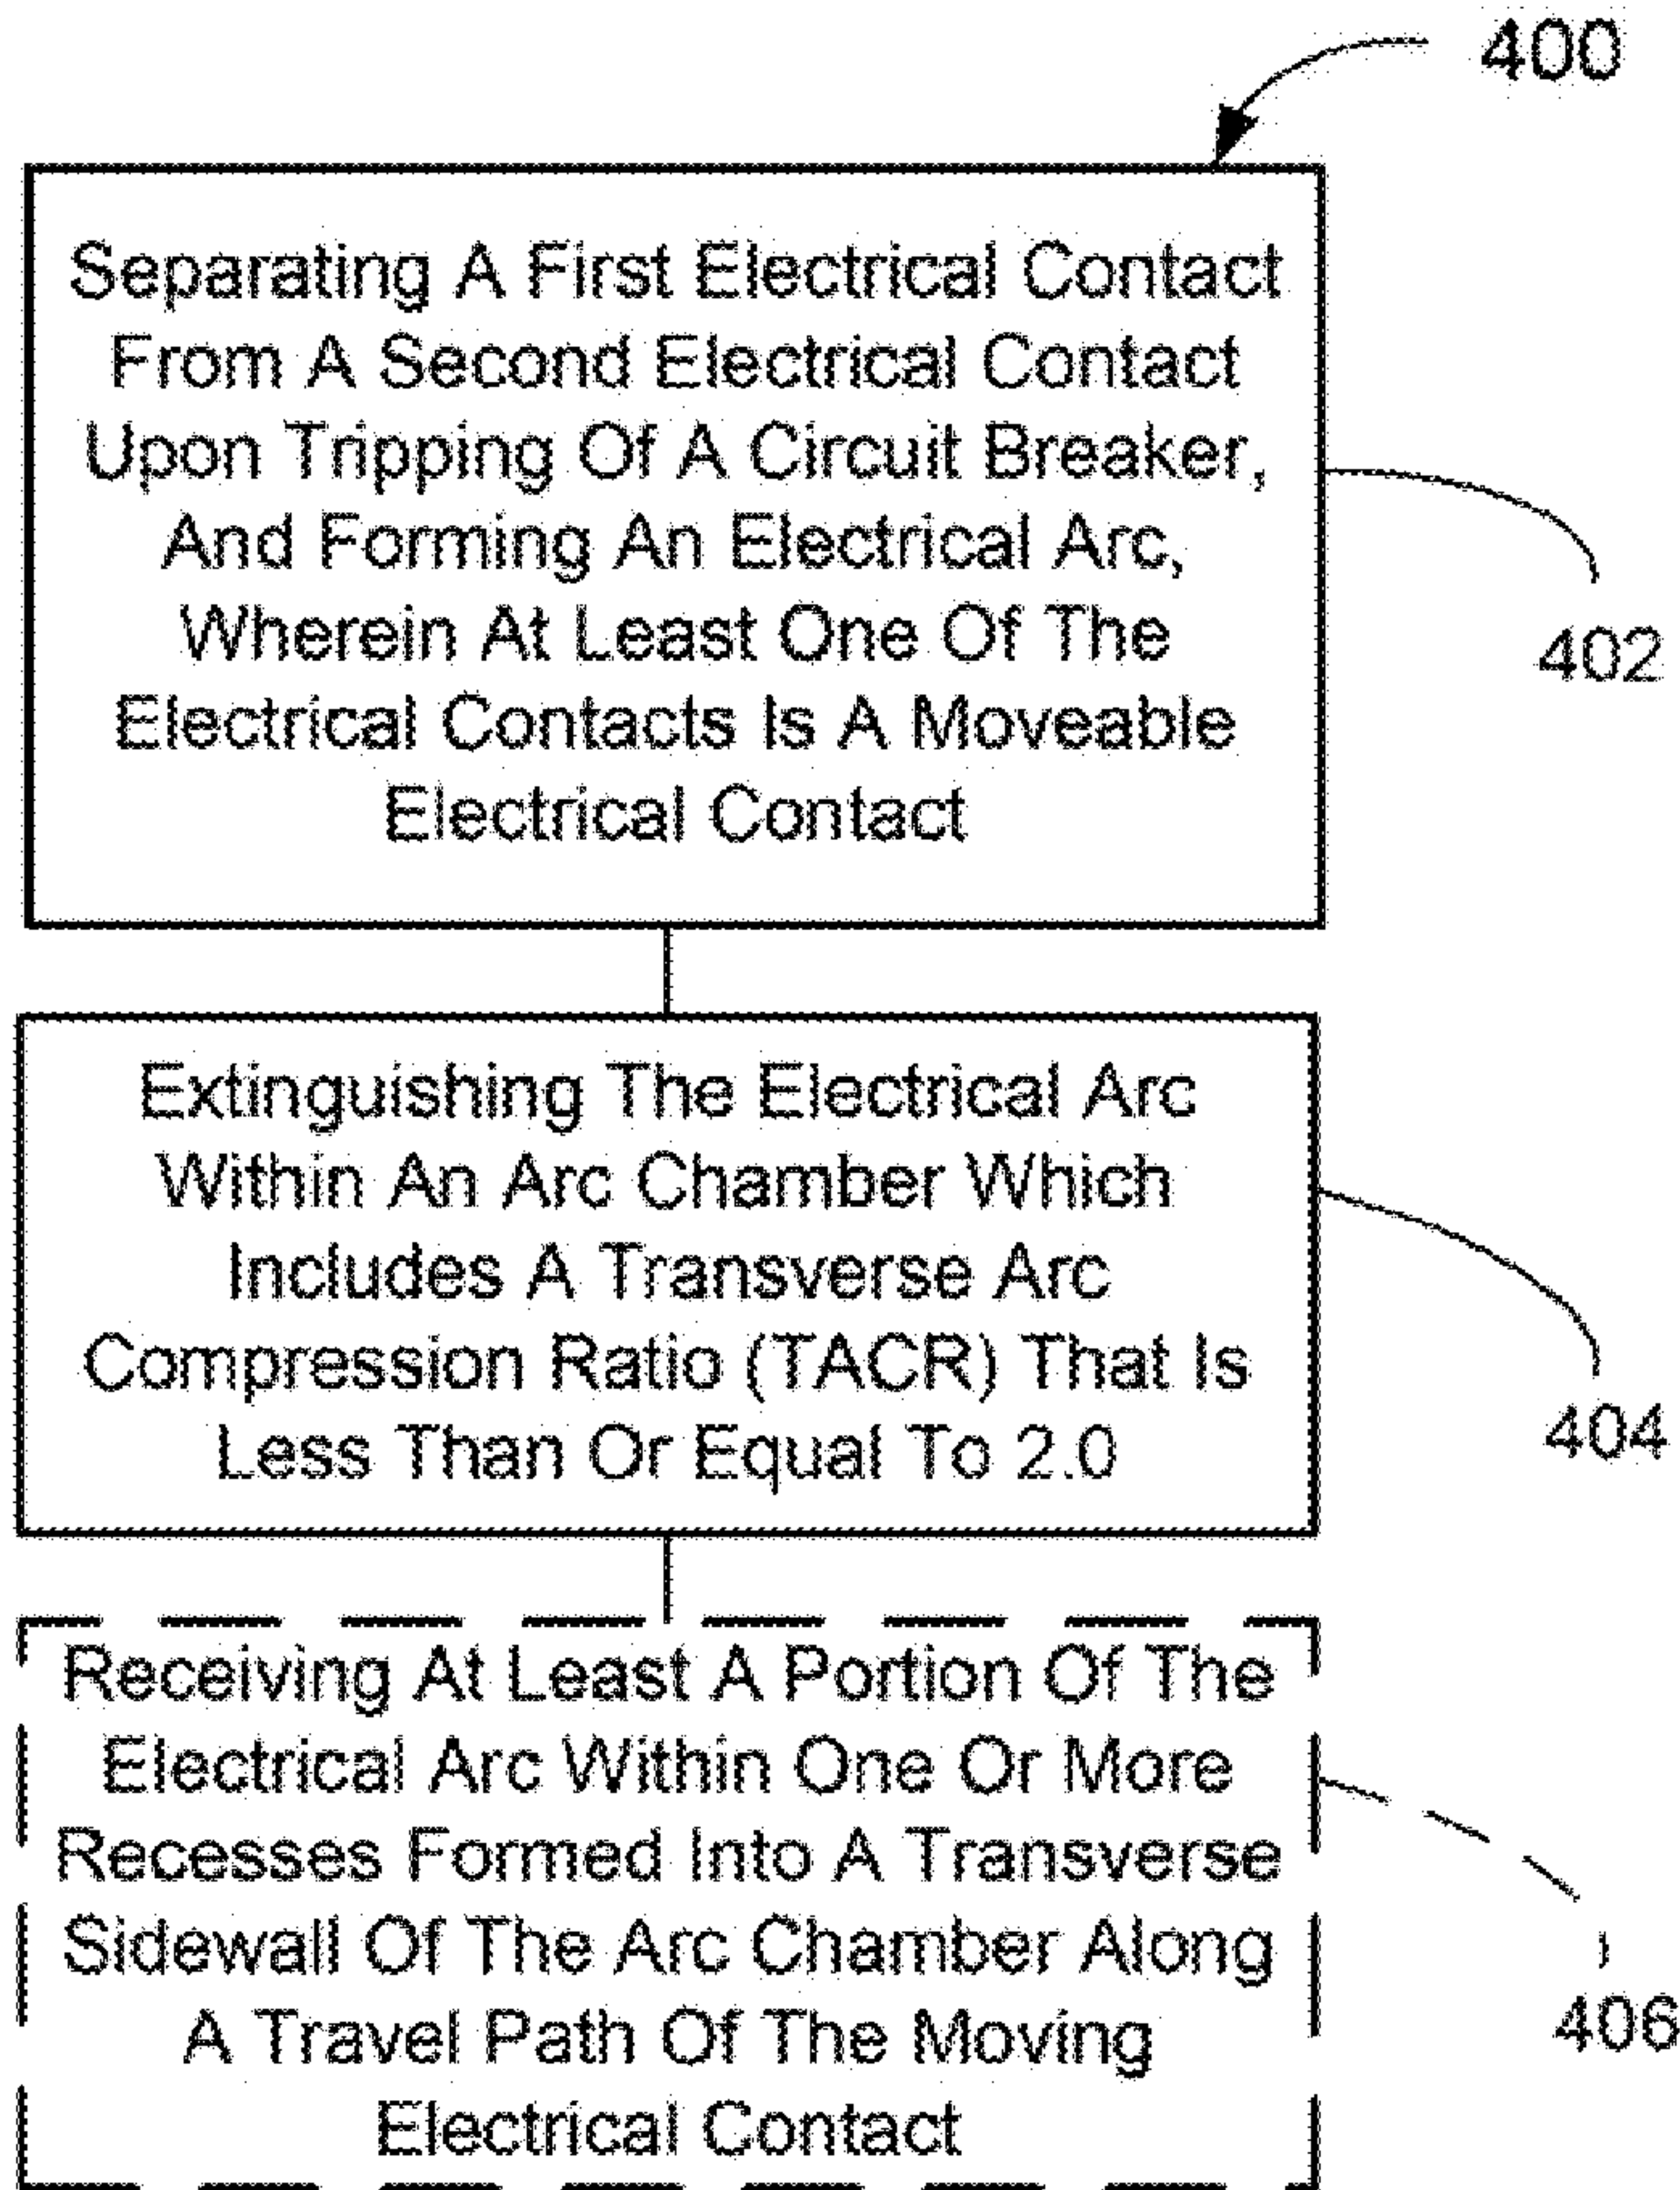 400
Separating A First Electrical Contact
From A Second Electrical Contact
Upon Tripping Of A Circuit Breaker,
And Forming An Electrical Arc,
Wherein At Least One Of The
Electrical Contacts Is A Moveable
Electrical Contact
402
Extinguishing The Electrical Arc
Within An Arc Chamber Which
Includes A Transverse Arc
Compression Ratio (TACR) That Is
Less Than Or Equal To 2.0
404
Receiving At Least A Portion Of The
Electrical Arc Within One Or More
Recesses Formed Into A Transverse
Sidewall Of The Arc Chamber Along
A Travel Path Of The Moving
Electrical Contact
406